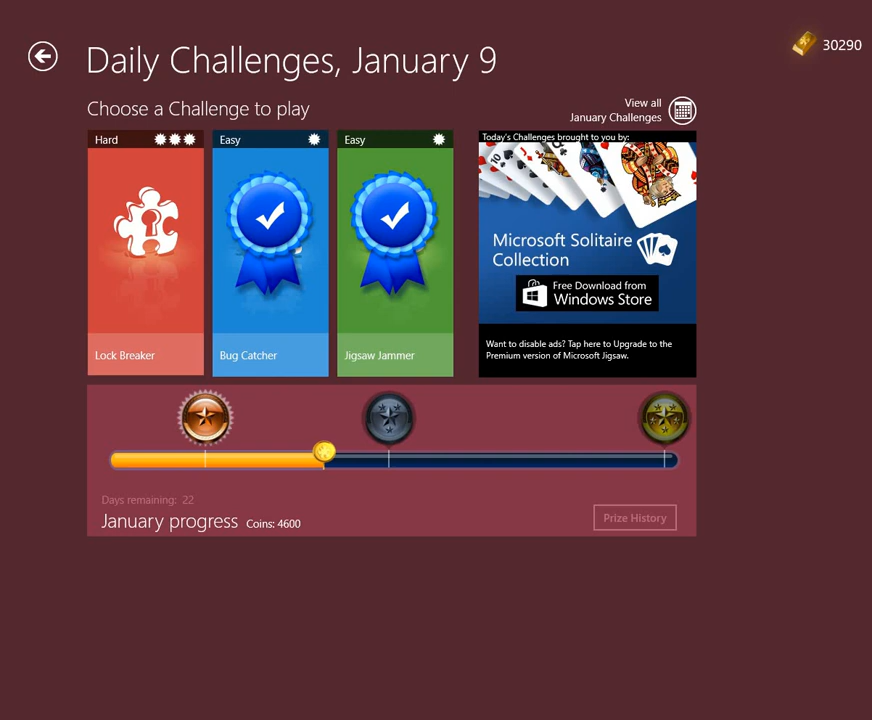 Daily Challenges, January 9
30290
Choose a Challenge to play
View all
January Challenges
Hard
Easy
Easy
Lock Breaker
Bug Catcher
Jigsaw Jammer
Today's Challenges brought to you by:
10
J
Q
K
Microsoft Solitaire
Collection
Free Download from
Windows Store
Want to disable ads? Tap here to Upgrade to the
Premium version of Microsoft Jigsaw.
Days remaining: 22
January progress Coins: 4600
Prize History